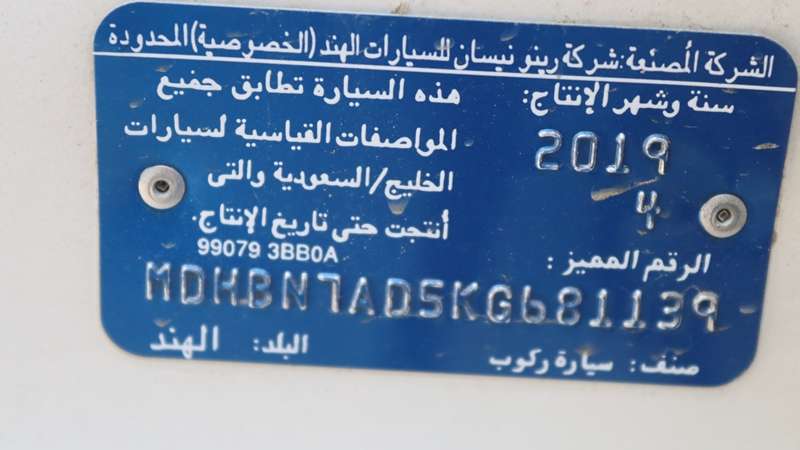 الشركة المصنعة: شركة رينو نيسان للسيارات الهند (الخصوصية) المحدودة
سنة وشهر الإنتاج:
2019
4
هذه السيارة تطابق جميع
المواصفات القياسية لسيارات
الخليج/السعودية والتى
أنتجت حتى تاريخ الإنتاج.
99079 3BB0A
الرقم المميز :
MDHBN7AD5KG681139
صنف: سيارة ركوب
البلد: الهند